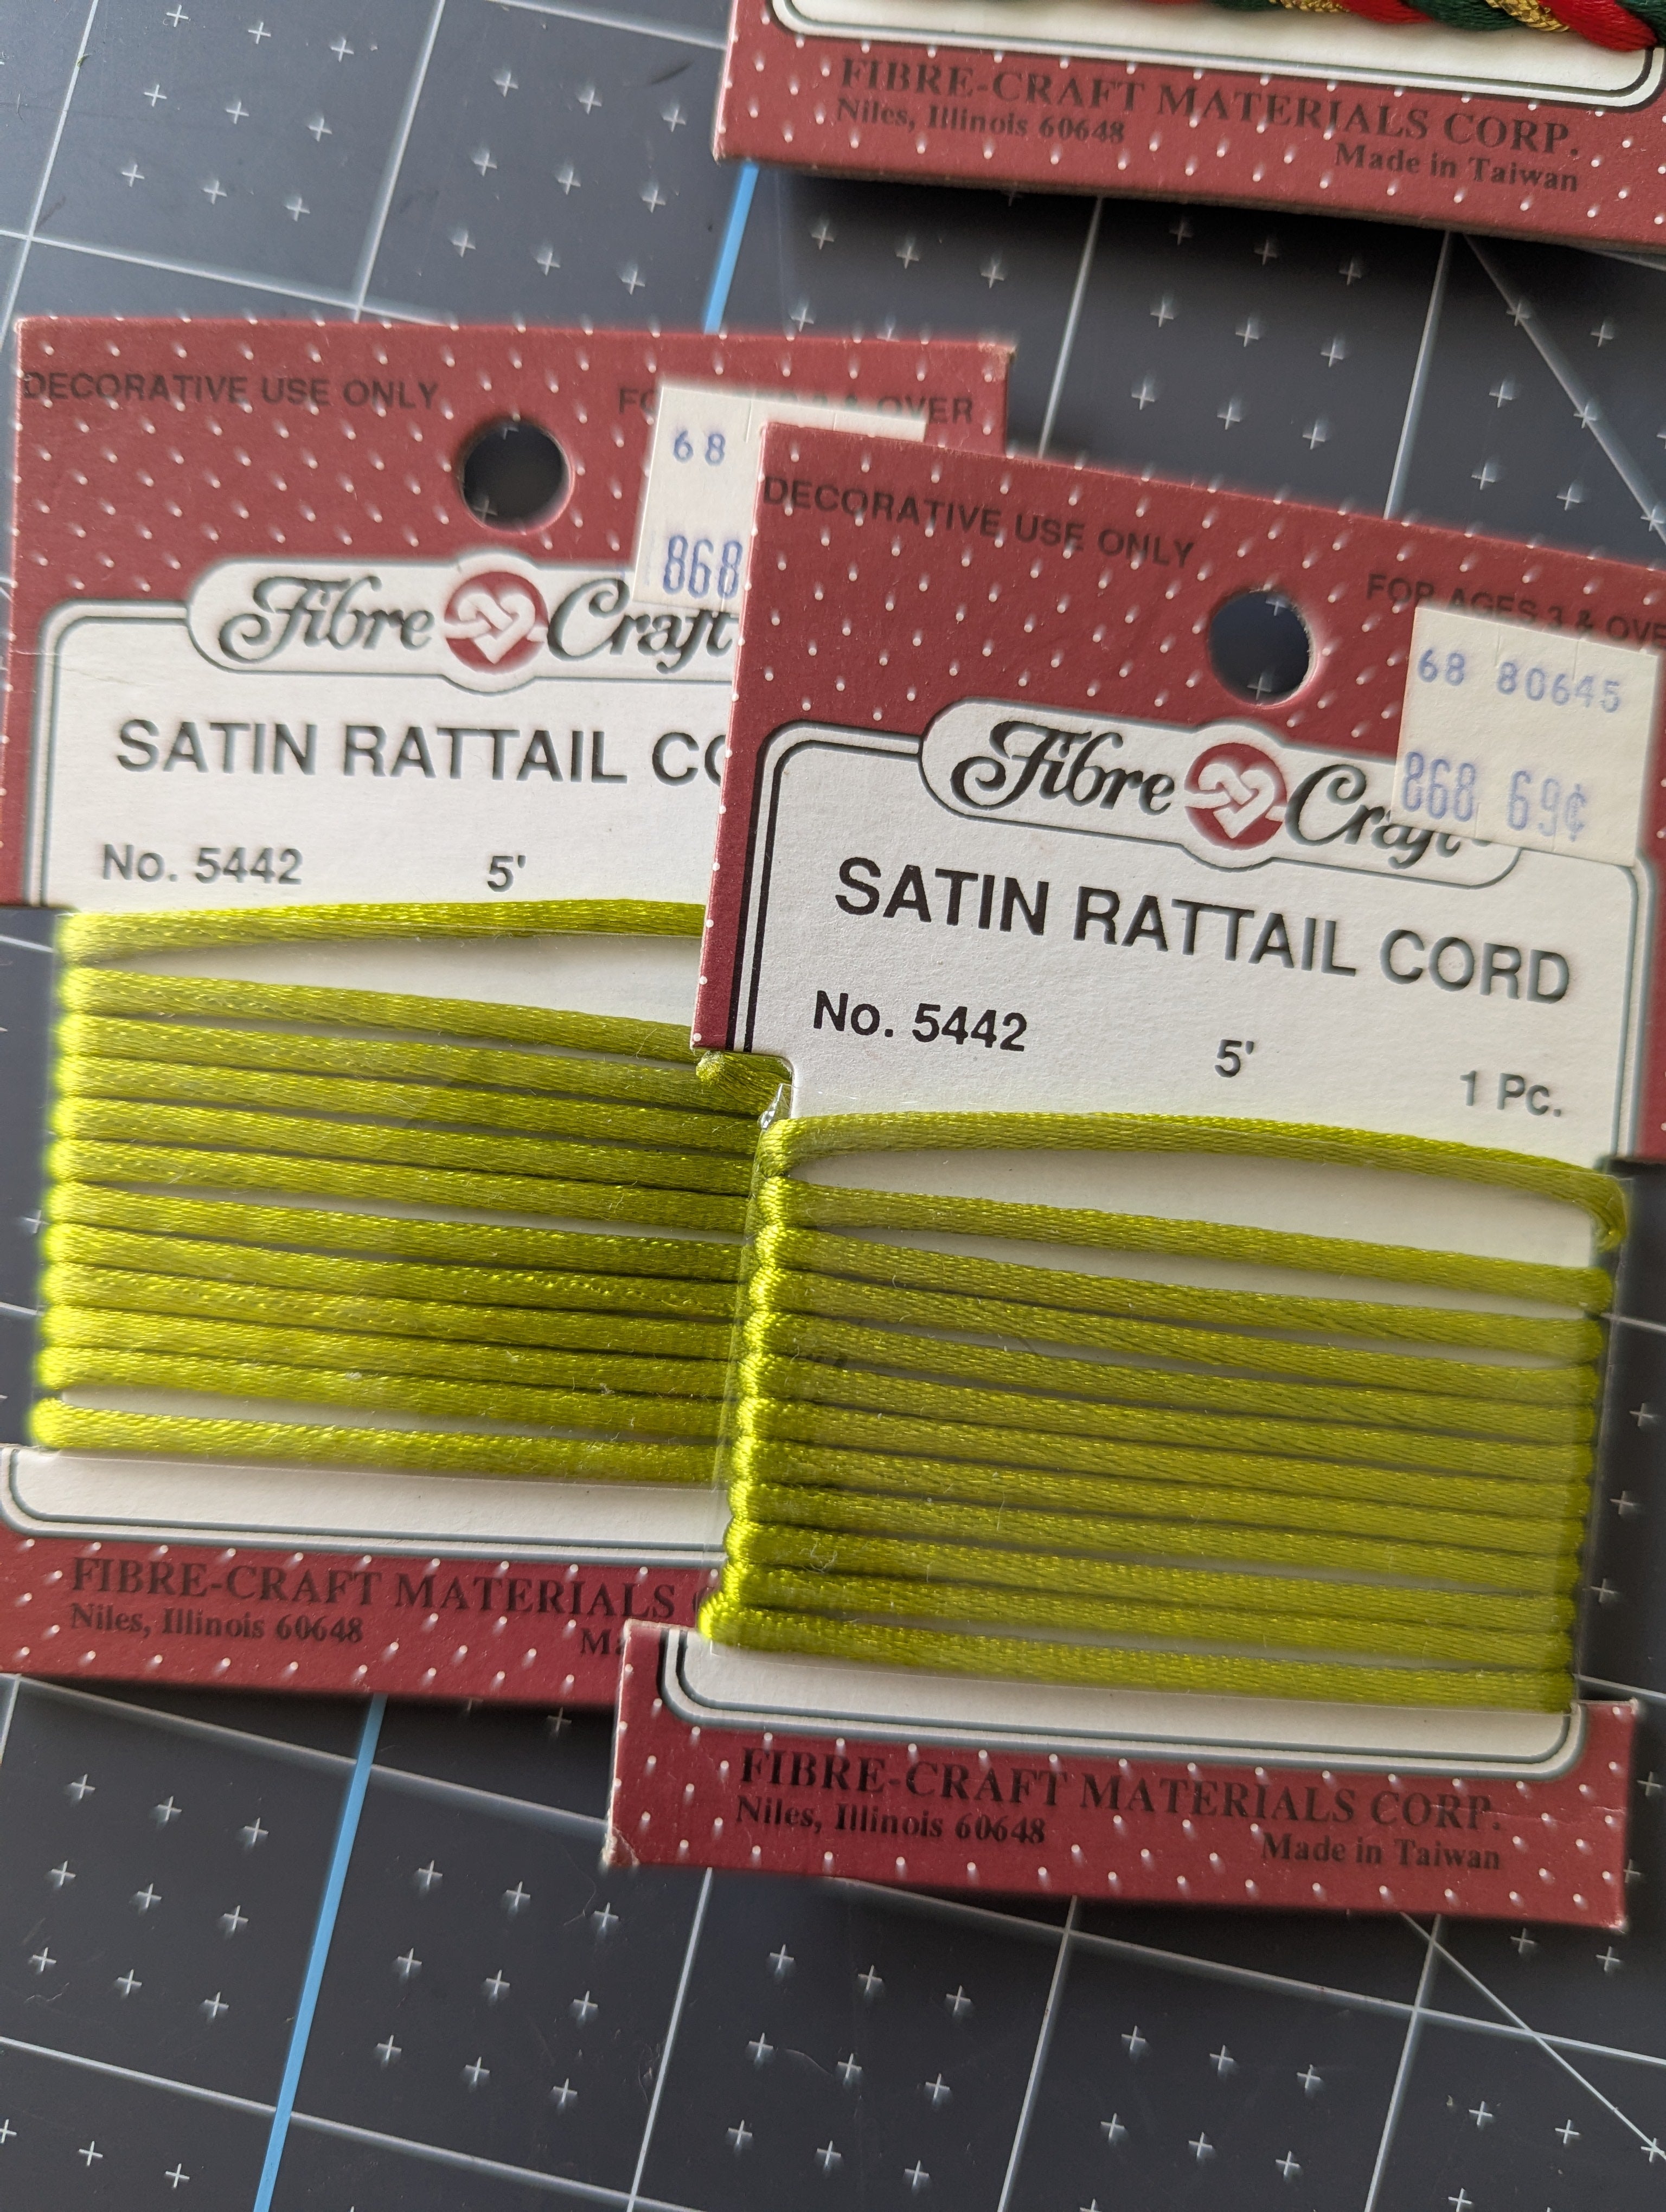 FIBRE-CRAFT MATERIALS CORP.
Niles, Illinois 60648
Made in Taiwan
DECORATIVE USE ONLY
OVER
68
868
Fibre Craft
SATIN RATTAIL
No. 5442 5'
FIBRE-CRAFT MATERIALS
Niles, Illinois 60648
DECORATIVE USE ONLY
FOR AGES 3 & OVE
68 80645
868 69¢
Fibre Craft
SATIN RATTAIL CORD
No. 5442 5' 1 Pc.
FIBRE-CRAFT MATERIALS CORP.
Niles, Illinois 60648
Made in Taiwan